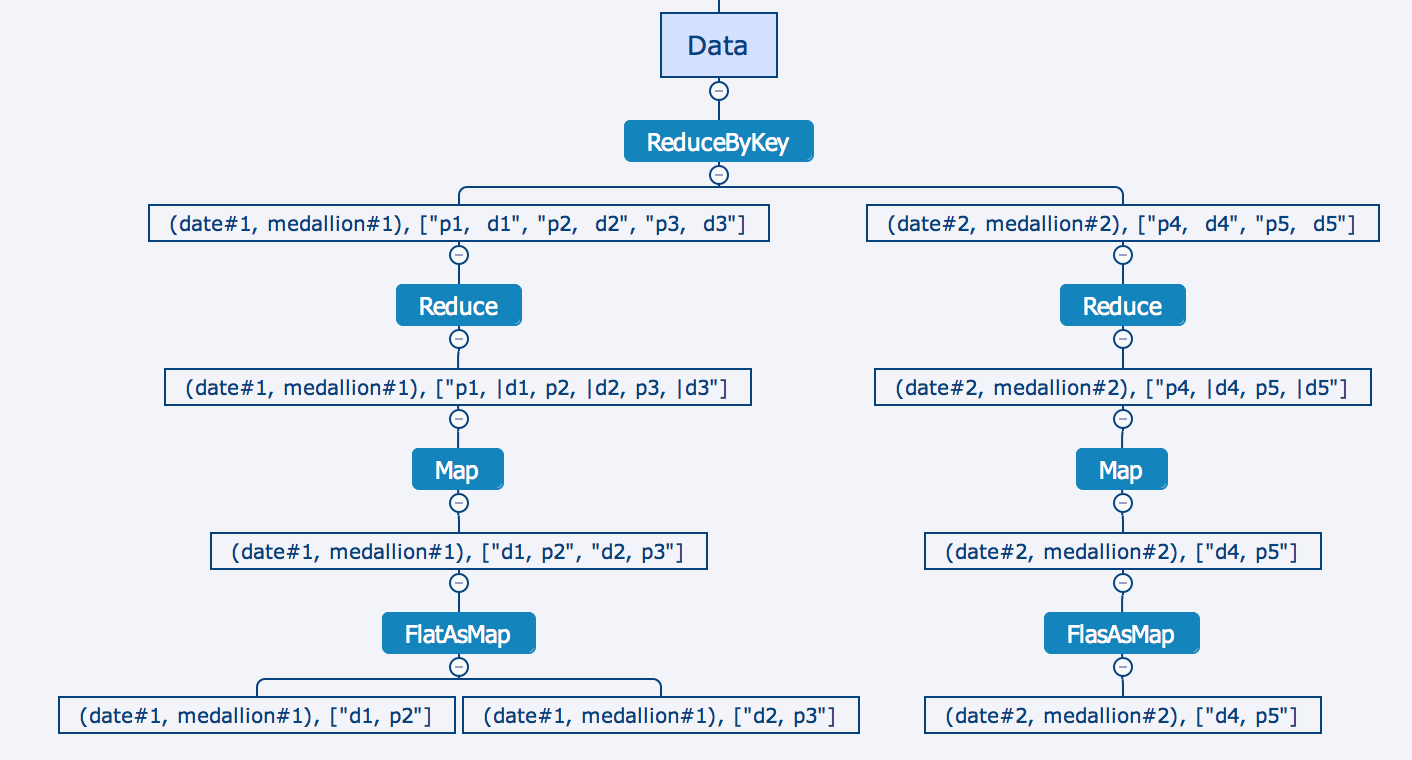 Data
ReduceByKey
(date#1, medallion#1), ["p1,  d1", "p2,  d2", "p3,  d3"]
(date#2, medallion#2), ["p4,  d4", "p5,  d5"]
Reduce
Reduce
(date#1, medallion#1), ["p1, |d1, p2, |d2, p3, |d3"]
(date#2, medallion#2), ["p4, |d4, p5, |d5"]
Map
Map
(date#1, medallion#1), ["d1, p2", "d2, p3"]
(date#2, medallion#2), ["d4, p5"]
FlatAsMap
FlasAsMap
(date#1, medallion#1), ["d1, p2"]
(date#1, medallion#1), ["d2, p3"]
(date#2, medallion#2), ["d4, p5"]